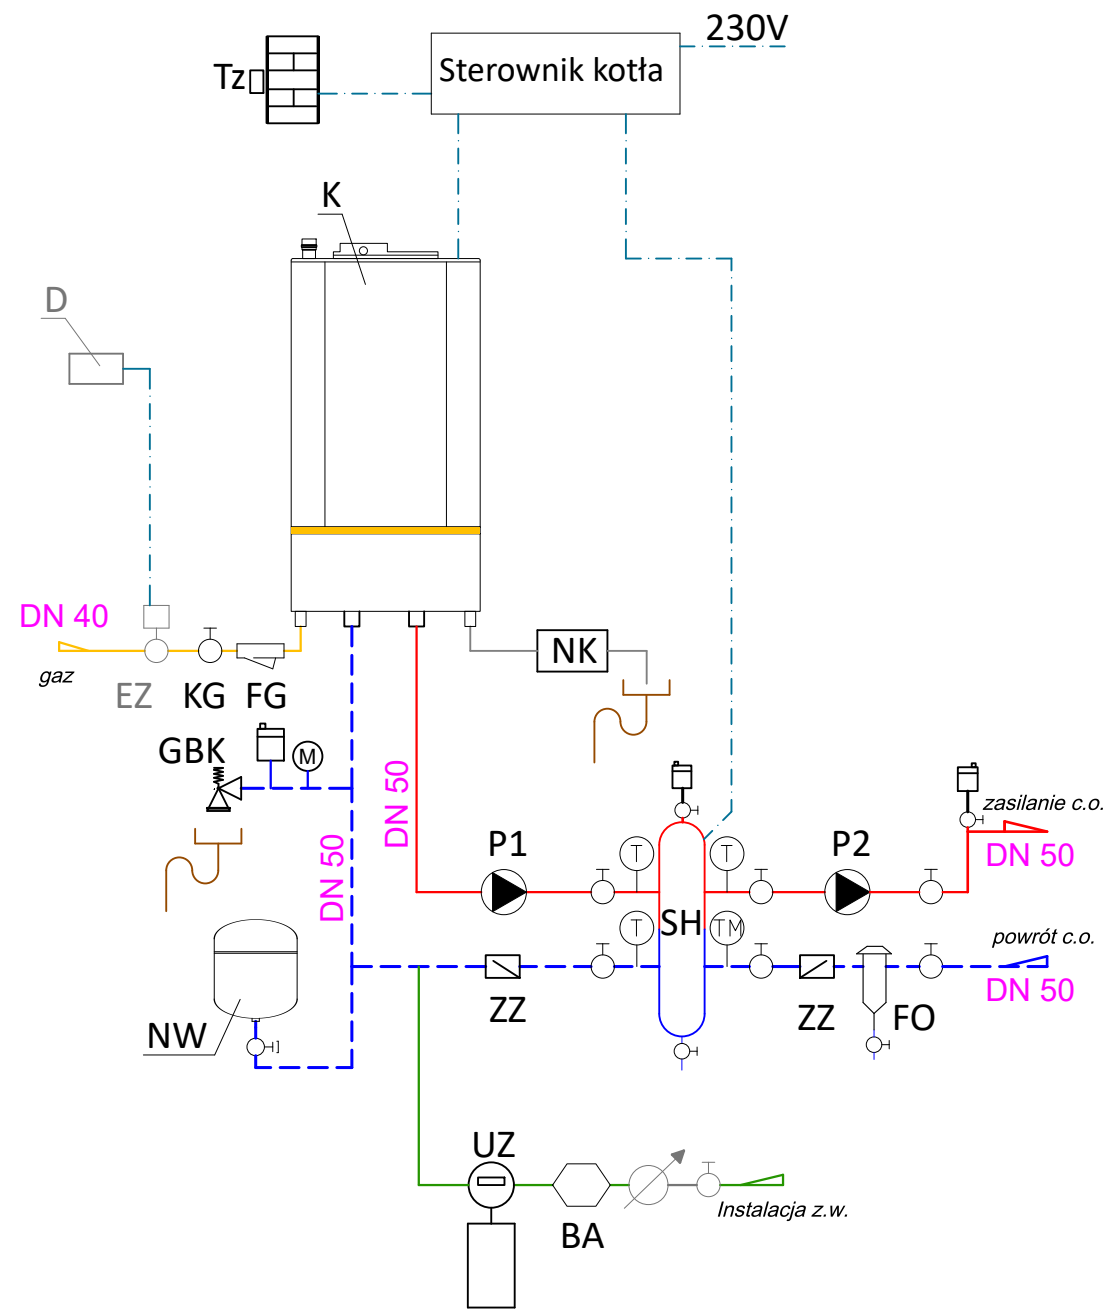 230V
Sterownik kotła
Tz
K
D
DN 40
gaz
EZ
KG
FG
NK
GBK
M
DN 50
DN 50
zasilanie c.o.
DN 50
P1
T
T
P2
SH
T
TM
powrót c.o.
DN 50
ZZ
ZZ
FO
NW
UZ
BA
Instalacja z.w.